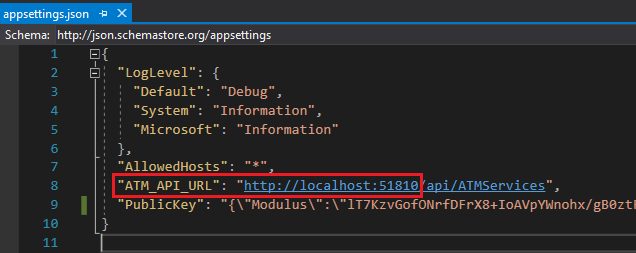 appsettings.json
Schema: http://json.schemastore.org/appsettings
1 {
2 "LogLevel": {
3 "Default": "Debug",
4 "System": "Information",
5 "Microsoft": "Information"
6 },
7 "AllowedHosts": "*",
8 "ATM_API_URL": "http://localhost:51810/api/ATMServices",
9 "PublicKey": "{\"Modulus\":\"lT7KzvGofONrfDFrX8+IoAVpYWnohx/gB0zt
10 }
11